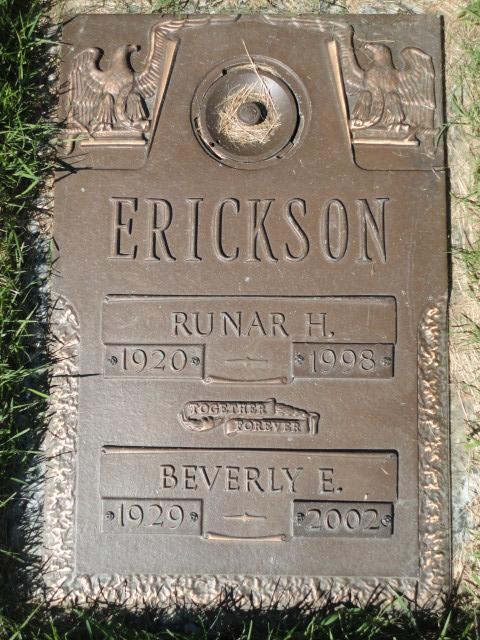 ERICKSON
RUNAR H.
1920 1998
TOGETHER
FOREVER
BEVERLY E.
1929 2002